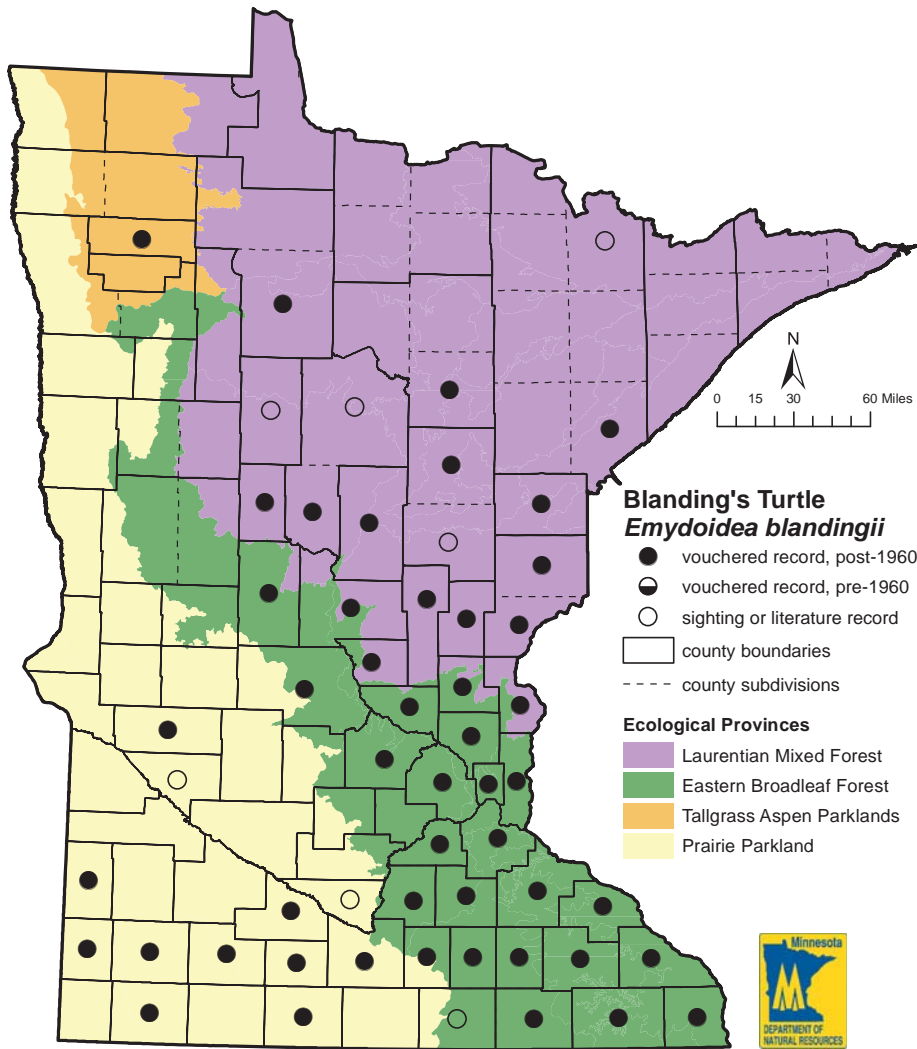 N
0 15 30 60 Miles
Blanding's Turtle
Emydoidea blandingii
vouchered record, post-1960
vouchered record, pre-1960
sighting or literature record
county boundaries
county subdivisions
Ecological Provinces
Laurentian Mixed Forest
Eastern Broadleaf Forest
Tallgrass Aspen Parklands
Prairie Parkland
Minnesota
M
DEPARTMENT OF
NATURAL RESOURCES